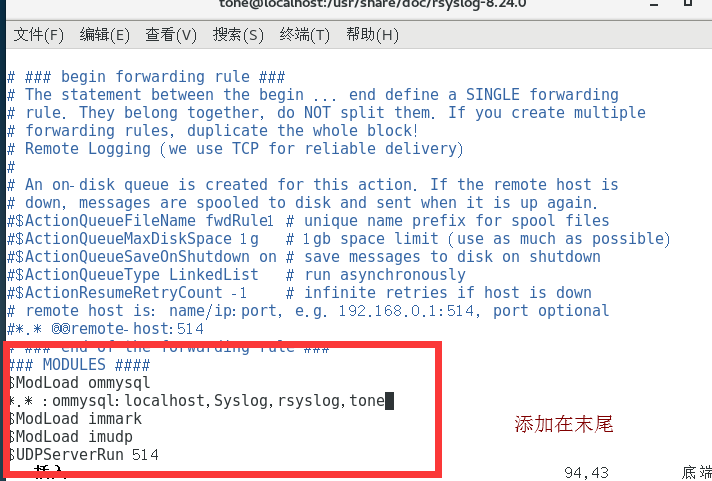 tone@localhost:/usr/share/doc/rsyslog-8.24.0
文件(F) 编辑(E) 查看(V) 搜索(S) 终端(T) 帮助(H)
# ### begin forwarding rule ###
# The statement between the begin ... end define a SINGLE forwarding
# rule. They belong together, do NOT split them. If you create multiple
# forwarding rules, duplicate the whole block!
# Remote Logging (we use TCP for reliable delivery)
#
# An on-disk queue is created for this action. If the remote host is
# down, messages are spooled to disk and sent when it is up again.
#$ActionQueueFileName fwdRule1 # unique name prefix for spool files
#$ActionQueueMaxDiskSpace 1g # 1gb space limit (use as much as possible)
#$ActionQueueSaveOnShutdown on # save messages to disk on shutdown
#$ActionQueueType LinkedList # run asynchronously
#$ActionResumeRetryCount -1 # infinite retries if host is down
# remote host is: name/ip:port, e.g. 192.168.0.1:514, port optional
#*.* @@remote-host:514
# ### end of the forwarding rule ###
### MODULES ####
$ModLoad ommysql
*.* :ommysql:localhost,Syslog,rsyslog,tone
$ModLoad immark
$ModLoad imudp
$UDPServerRun 514
添加在末尾
插入 94,43 底端